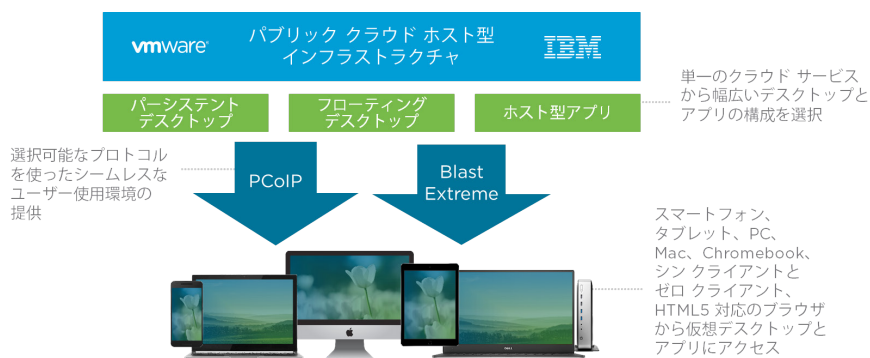 vmware
パブリック クラウド ホスト型
インフラストラクチャ
IBM
パーシステント
デスクトップ
フローティング
デスクトップ
ホスト型アプリ
単一のクラウド サービス
から幅広いデスクトップと
アプリの構成を選択
選択可能なプロトコル
を使ったシームレスな
ユーザー使用環境の
提供
PCoIP
Blast
Extreme
スマートフォン、
タブレット、PC、
Mac、Chromebook、
シン クライアントと
ゼロ クライアント、
HTML5 対応のブラウザ
から仮想デスクトップと
アプリにアクセス